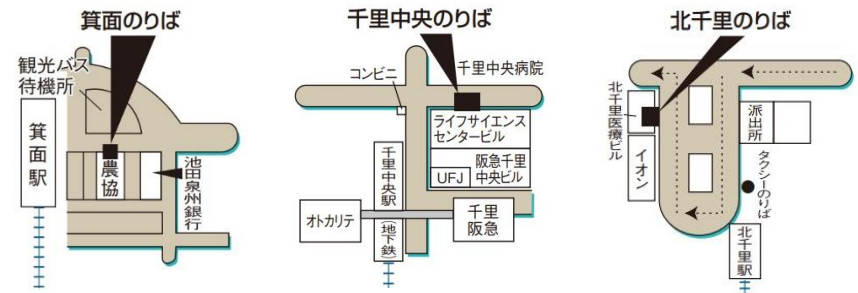 箕面のりば
観光バス
待機所
箕面駅
農協
池田泉州銀行
千里中央のりば
コンビニ
千里中央病院
ライフサイエンス
センタービル
千里中央駅
(地下鉄)
UFJ
阪急千里
中央ビル
オトカリテ
千里
阪急
北千里のりば
北千里医療ビル
イオン
派出所
タクシーのりば
北千里駅